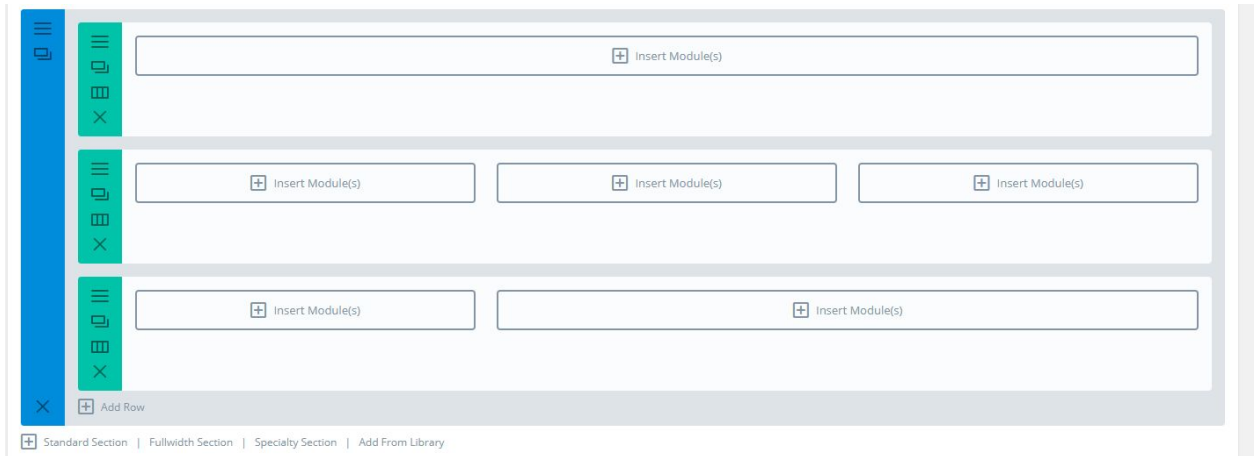 Insert Module(s)
Insert Module(s) Insert Module(s) Insert Module(s)
Insert Module(s) Insert Module(s)
Add Row
Standard Section | Fullwidth Section | Specialty Section | Add From Library